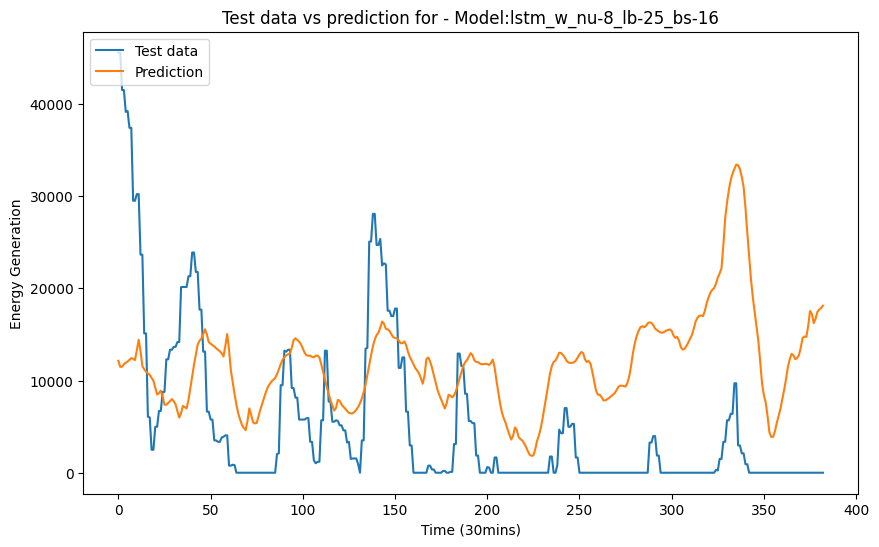 Test data vs prediction for - Model:lstm_w_nu-8_lb-25_bs-16
Test data
Prediction
40000
30000
20000
10000
0
Energy Generation
0 50 100 150 200 250 300 350 400
Time (30mins)